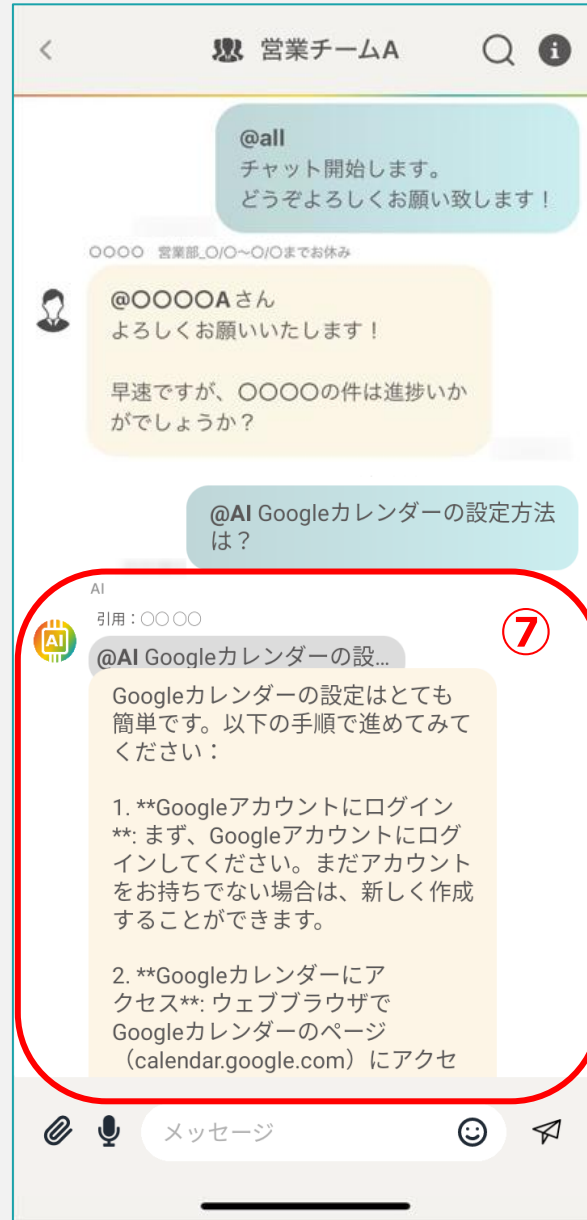 営業チームA
@all
チャット開始します。
どうぞよろしくお願い致します！
〇〇〇〇 営業部_〇/〇～〇/〇までお休み
@〇〇〇〇Aさん
よろしくお願いいたします！
早速ですが、〇〇〇〇の件は進捗いか
がでしょうか？
@AI Googleカレンダーの設定方法
は？
AI
引用：〇〇 〇〇
⑦
AI
@AI Googleカレンダーの設...
Googleカレンダーの設定はとても
簡単です。以下の手順で進めてみて
ください：
1. **Googleアカウントにログイン
**: まず、Googleアカウントにログ
インしてください。まだアカウント
をお持ちでない場合は、新しく作成
することができます。
2. **Googleカレンダーにア
クセス**: ウェブブラウザで
Googleカレンダーのページ
（calendar.google.com）にアクセ
メッセージ